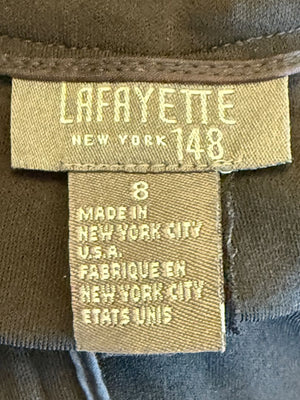 LAFAYETTE
NEW YORK 148
8
MADE IN
NEW YORK CITY
U.S.A.
FABRIQUE EN
NEW YORK CITY
ETATS UNIS